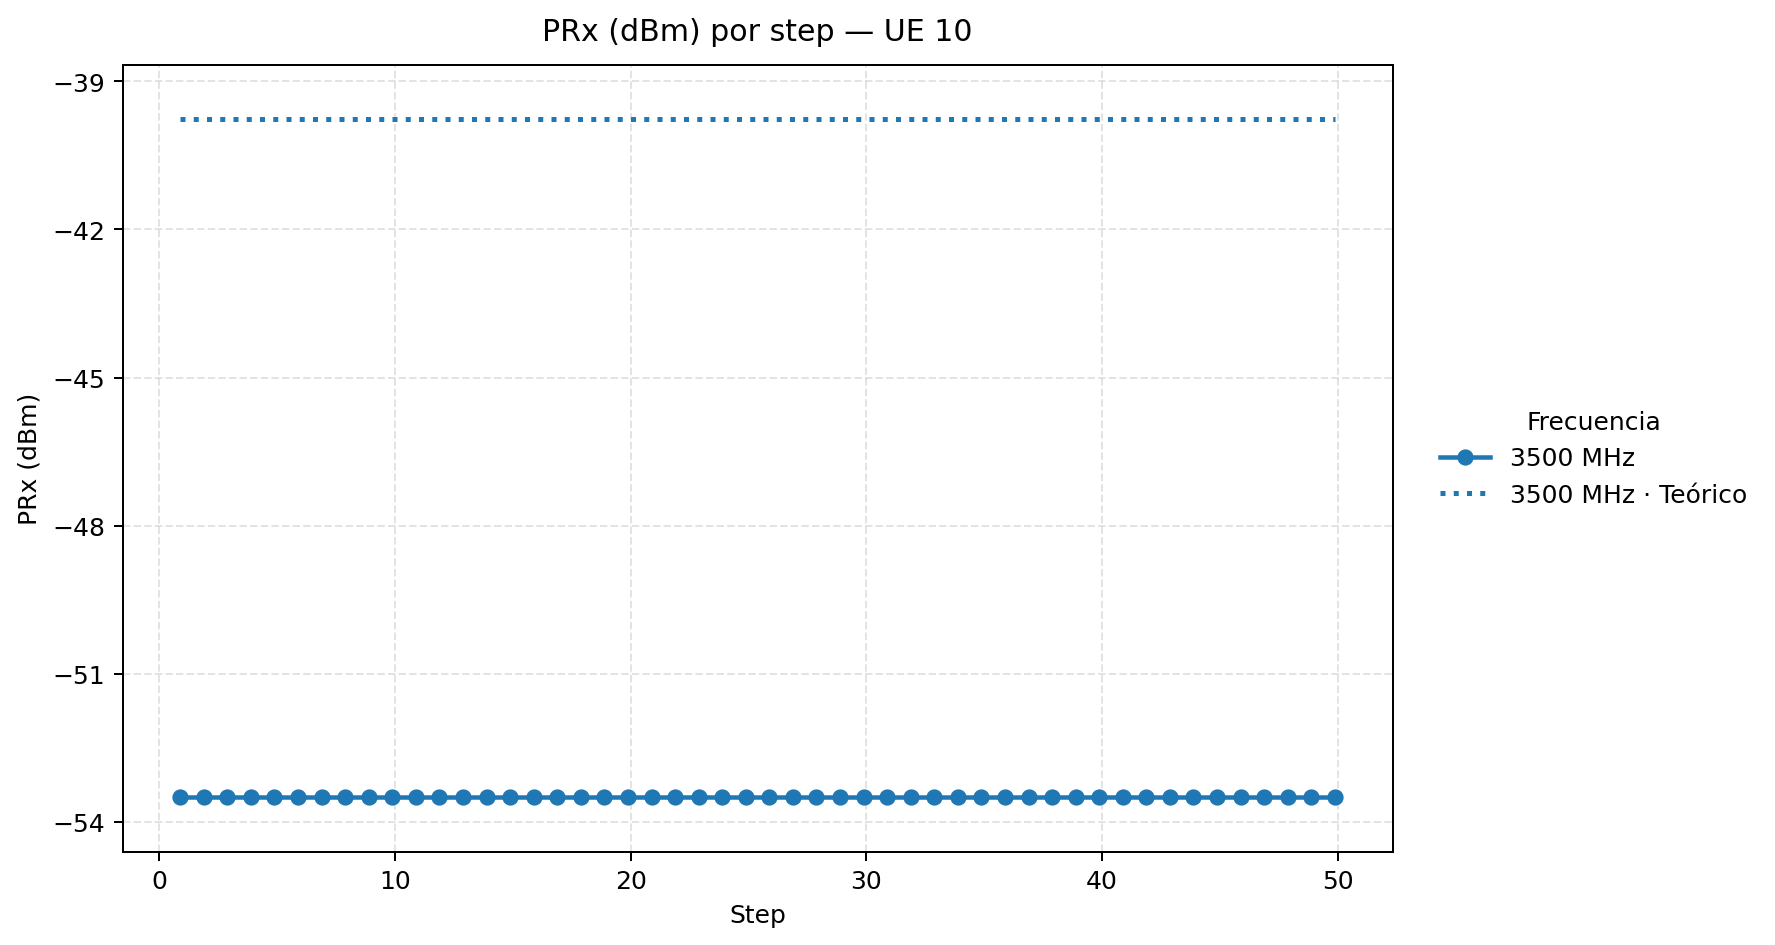 PRx (dBm) por step — UE 10
PRx (dBm)
−39
−42
−45
−48
−51
−54
0 10 20 30 40 50
Step
Frecuencia
3500 MHz
3500 MHz · Teórico